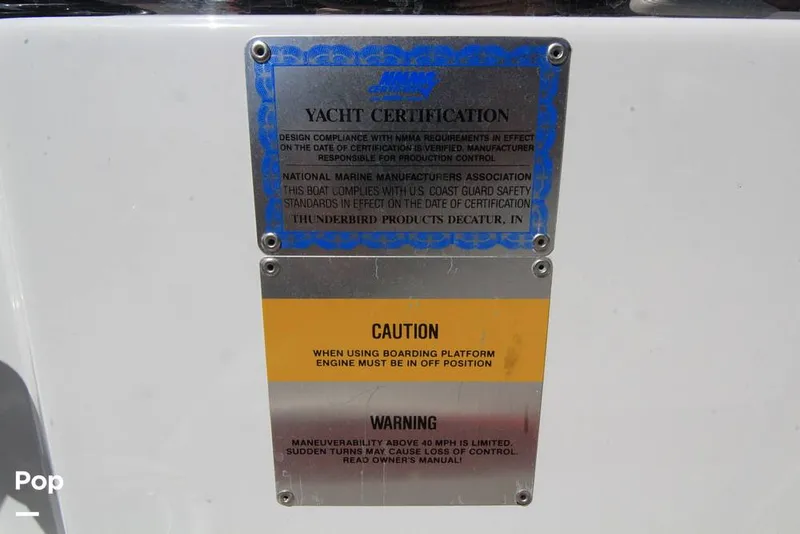 NMMA
CERTIFIED
YACHT CERTIFICATION
DESIGN COMPLIANCE WITH NMMA REQUIREMENTS IN EFFECT
ON THE DATE OF CERTIFICATION IS VERIFIED. MANUFACTURER
RESPONSIBLE FOR PRODUCTION CONTROL
NATIONAL MARINE MANUFACTURERS ASSOCIATION
THIS BOAT COMPLIES WITH U.S. COAST GUARD SAFETY
STANDARDS IN EFFECT ON THE DATE OF CERTIFICATION
THUNDERBIRD PRODUCTS DECATUR, IN
CAUTION
WHEN USING BOARDING PLATFORM
ENGINE MUST BE IN OFF POSITION
WARNING
MANEUVERABILITY ABOVE 40 MPH IS LIMITED.
SUDDEN TURNS MAY CAUSE LOSS OF CONTROL.
READ OWNER'S MANUAL!
Pop